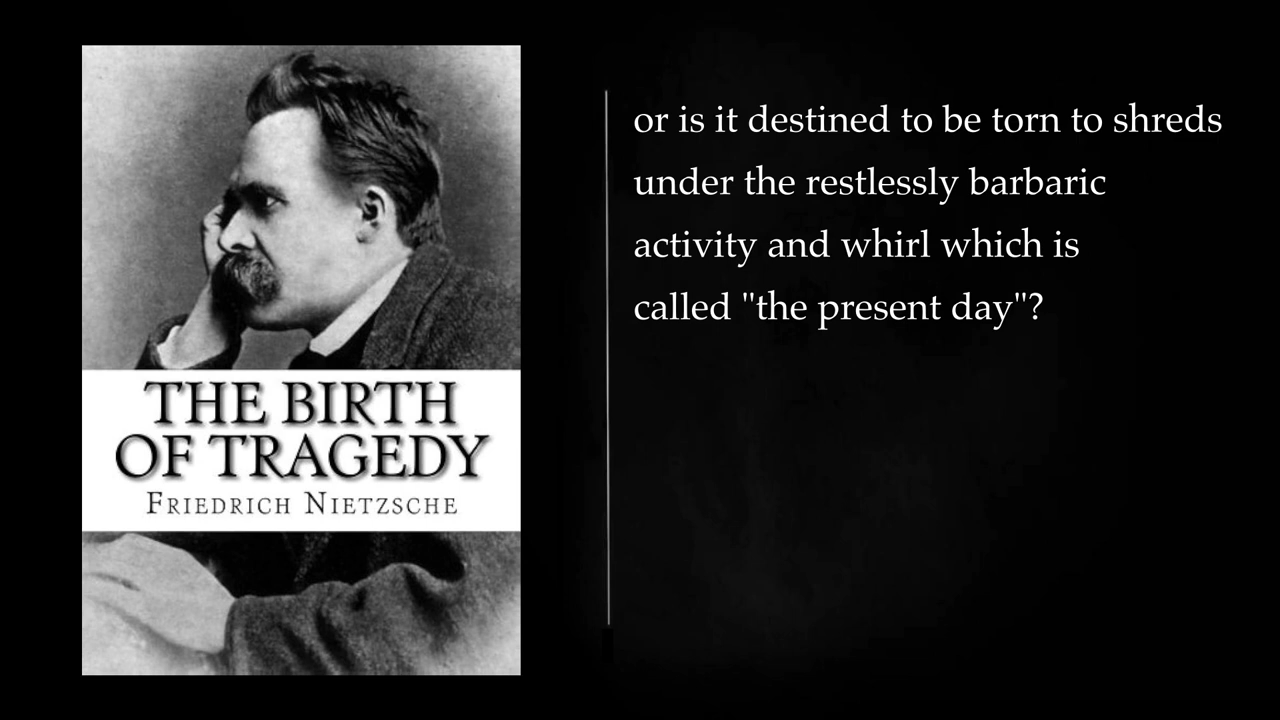 THE BIRTH
OF TRAGEDY
FRIEDRICH NIETZSCHE
or is it destined to be torn to shreds
under the restlessly barbaric
activity and whirl which is
called "the present day"?